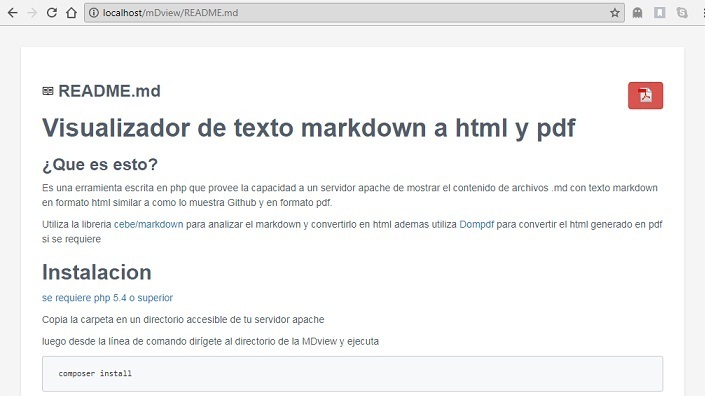 localhost/mDview/README.md
README.md
Visualizador de texto markdown a html y pdf
¿Que es esto?
Es una erramienta escrita en php que provee la capacidad a un servidor apache de mostrar el contenido de archivos .md con texto markdown
en formato html similar a como lo muestra Github y en formato pdf.
Utiliza la libreria cebe/markdown para analizar el markdown y convertirlo en html ademas utiliza Dompdf para convertir el html generado en pdf
si se requiere
Instalacion
se requiere php 5.4 o superior
Copia la carpeta en un directorio accesible de tu servidor apache
luego desde la línea de comando dirígete al directorio de la MDview y ejecuta
composer install